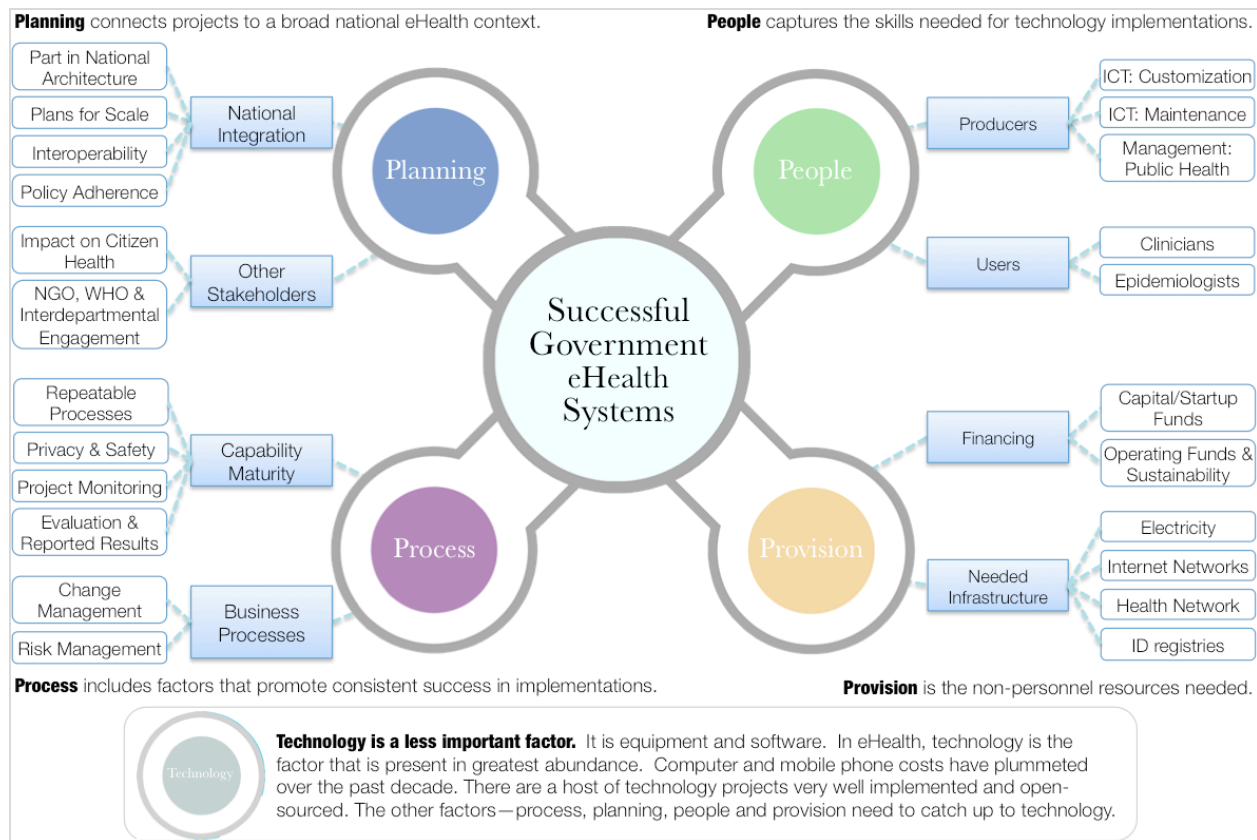 Planning connects projects to a broad national eHealth context.
People captures the skills needed for technology implementations.
Part in National
Architecture
Plans for Scale
Interoperability
Policy Adherence
National
Integration
Impact on Citizen
Health
NGO, WHO &
Interdepartmental
Engagement
Other
Stakeholders
Planning
People
Producers
ICT: Customization
ICT: Maintenance
Management:
Public Health
Users
Clinicians
Epidemiologists
Successful
Government
eHealth
Systems
Repeatable
Processes
Privacy & Safety
Project Monitoring
Evaluation &
Reported Results
Capability
Maturity
Change
Management
Risk Management
Business
Processes
Process
Provision
Financing
Capital/Startup
Funds
Operating Funds &
Sustainability
Needed
Infrastructure
Electricity
Internet Networks
Health Network
ID registries
Process includes factors that promote consistent success in implementations.
Provision is the non-personnel resources needed.
Technology
Technology is a less important factor. It is equipment and software. In eHealth, technology is the
factor that is present in greatest abundance. Computer and mobile phone costs have plummeted
over the past decade. There are a host of technology projects very well implemented and open-
sourced. The other factors—process, planning, people and provision need to catch up to technology.